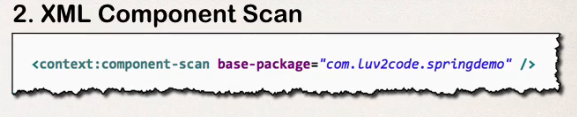 2. XML Component Scan
<context:component-scan base-package="com.luv2code.springdemo" />